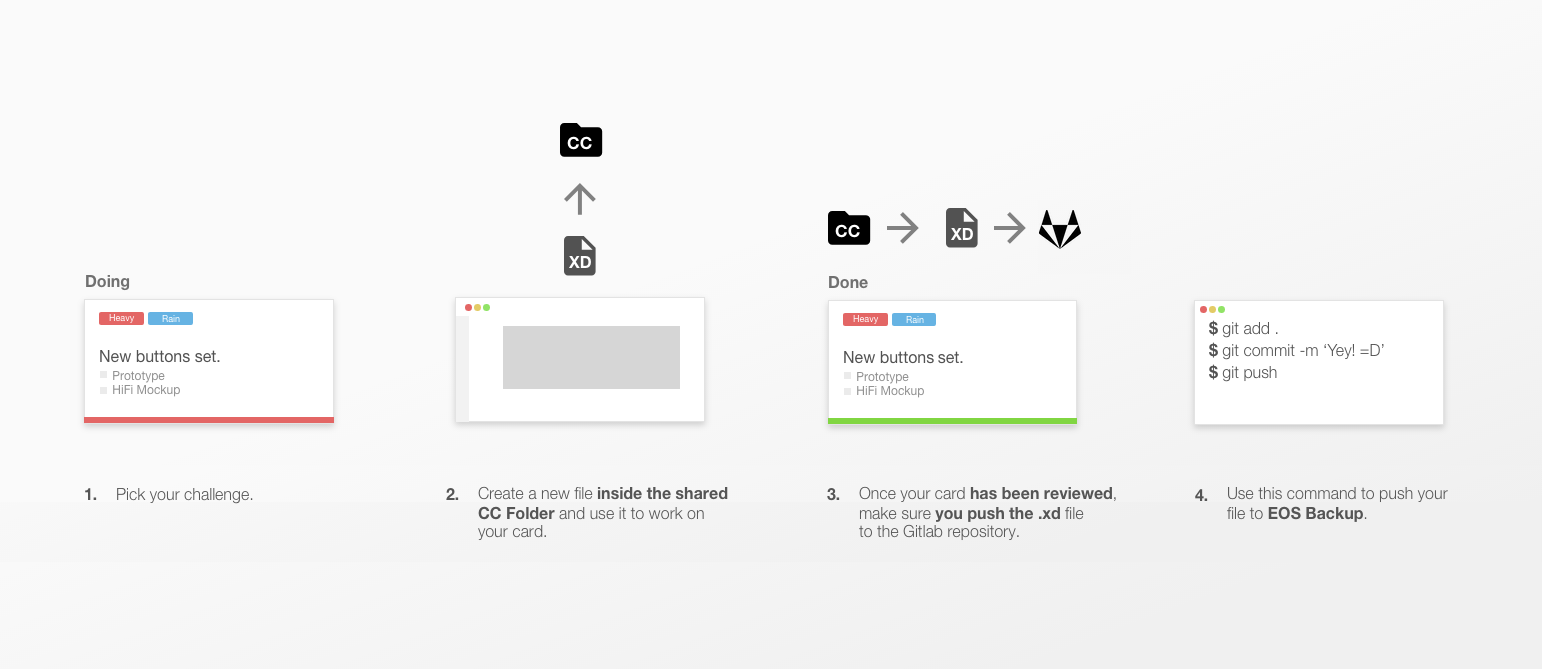 CC
XD
CC
XD
Doing
Heavy Rain
New buttons set.
Prototype
HiFi Mockup
Done
Heavy Rain
New buttons set.
Prototype
HiFi Mockup
$ git add .
$ git commit -m ‘Yey! =D’
$ git push
1. Pick your challenge.
2. Create a new file inside the shared
CC Folder and use it to work on
your card.
3. Once your card has been reviewed,
make sure you push the .xd file
to the Gitlab repository.
4. Use this command to push your
file to EOS Backup.